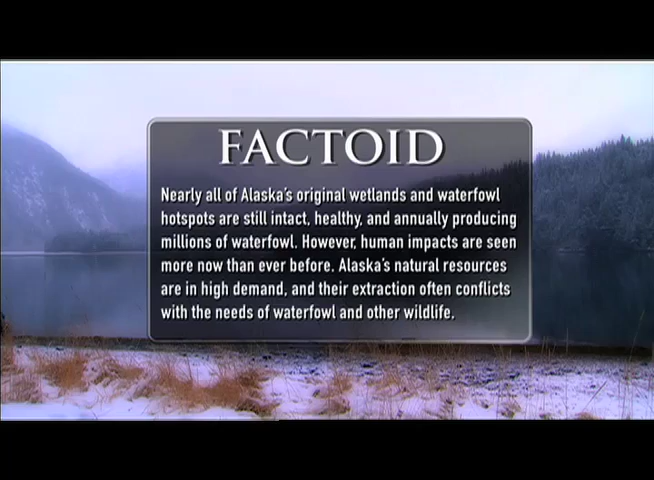 FACTOID
Nearly all of Alaska's original wetlands and waterfowl
hotspots are still intact, healthy, and annually producing
millions of waterfowl. However, human impacts are seen
more now than ever before. Alaska's natural resources
are in high demand, and their extraction often conflicts
with the needs of waterfowl and other wildlife.